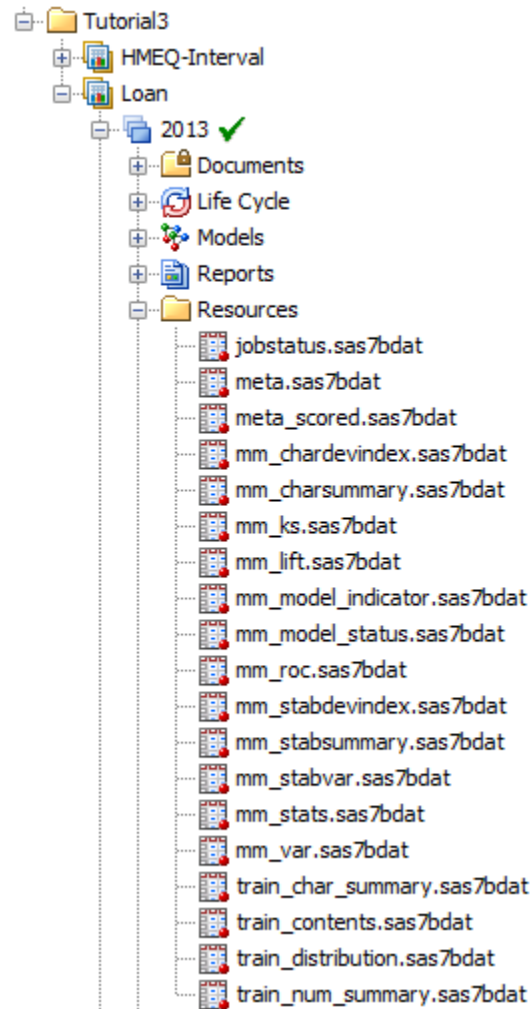 Tutorial3
HMEQ-Interval
Loan
2013
Documents
Life Cycle
Models
Reports
Resources
jobstatus.sas7bdat
meta.sas7bdat
meta_scored.sas7bdat
mm_chardevindex.sas7bdat
mm_charsummary.sas7bdat
mm_ks.sas7bdat
mm_lift.sas7bdat
mm_model_indicator.sas7bdat
mm_model_status.sas7bdat
mm_roc.sas7bdat
mm_stabdevindex.sas7bdat
mm_stabsummary.sas7bdat
mm_stabvar.sas7bdat
mm_stats.sas7bdat
mm_var.sas7bdat
train_char_summary.sas7bdat
train_contents.sas7bdat
train_distribution.sas7bdat
train_num_summary.sas7bdat